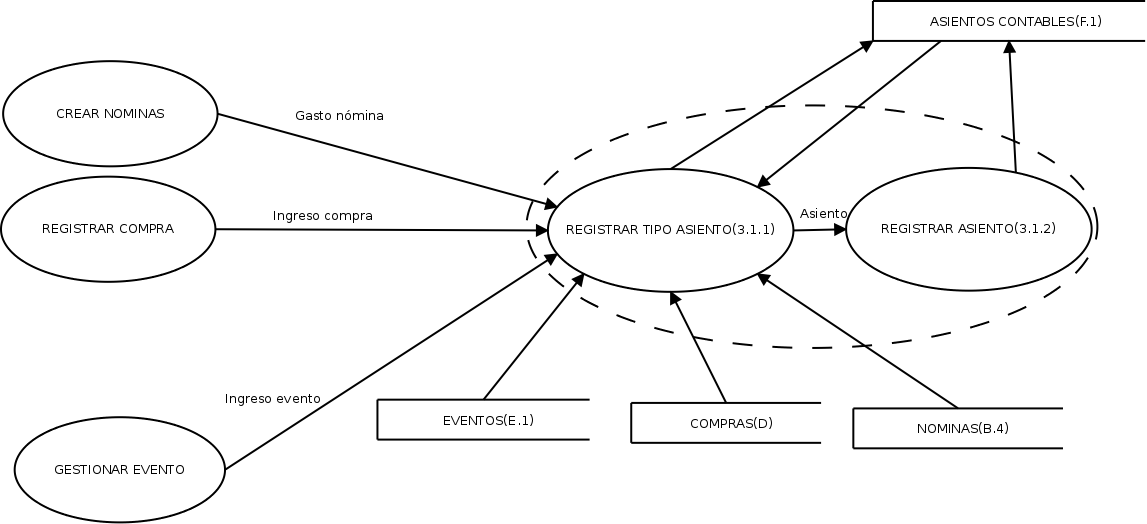 ASIENTOS CONTABLES(F.1)
CREAR NOMINAS
Gasto nómina
REGISTRAR COMPRA
Ingreso compra
REGISTRAR TIPO ASIENTO(3.1.1)
Asiento
REGISTRAR ASIENTO(3.1.2)
Ingreso evento
EVENTOS(E.1)
COMPRAS(D)
NOMINAS(B.4)
GESTIONAR EVENTO